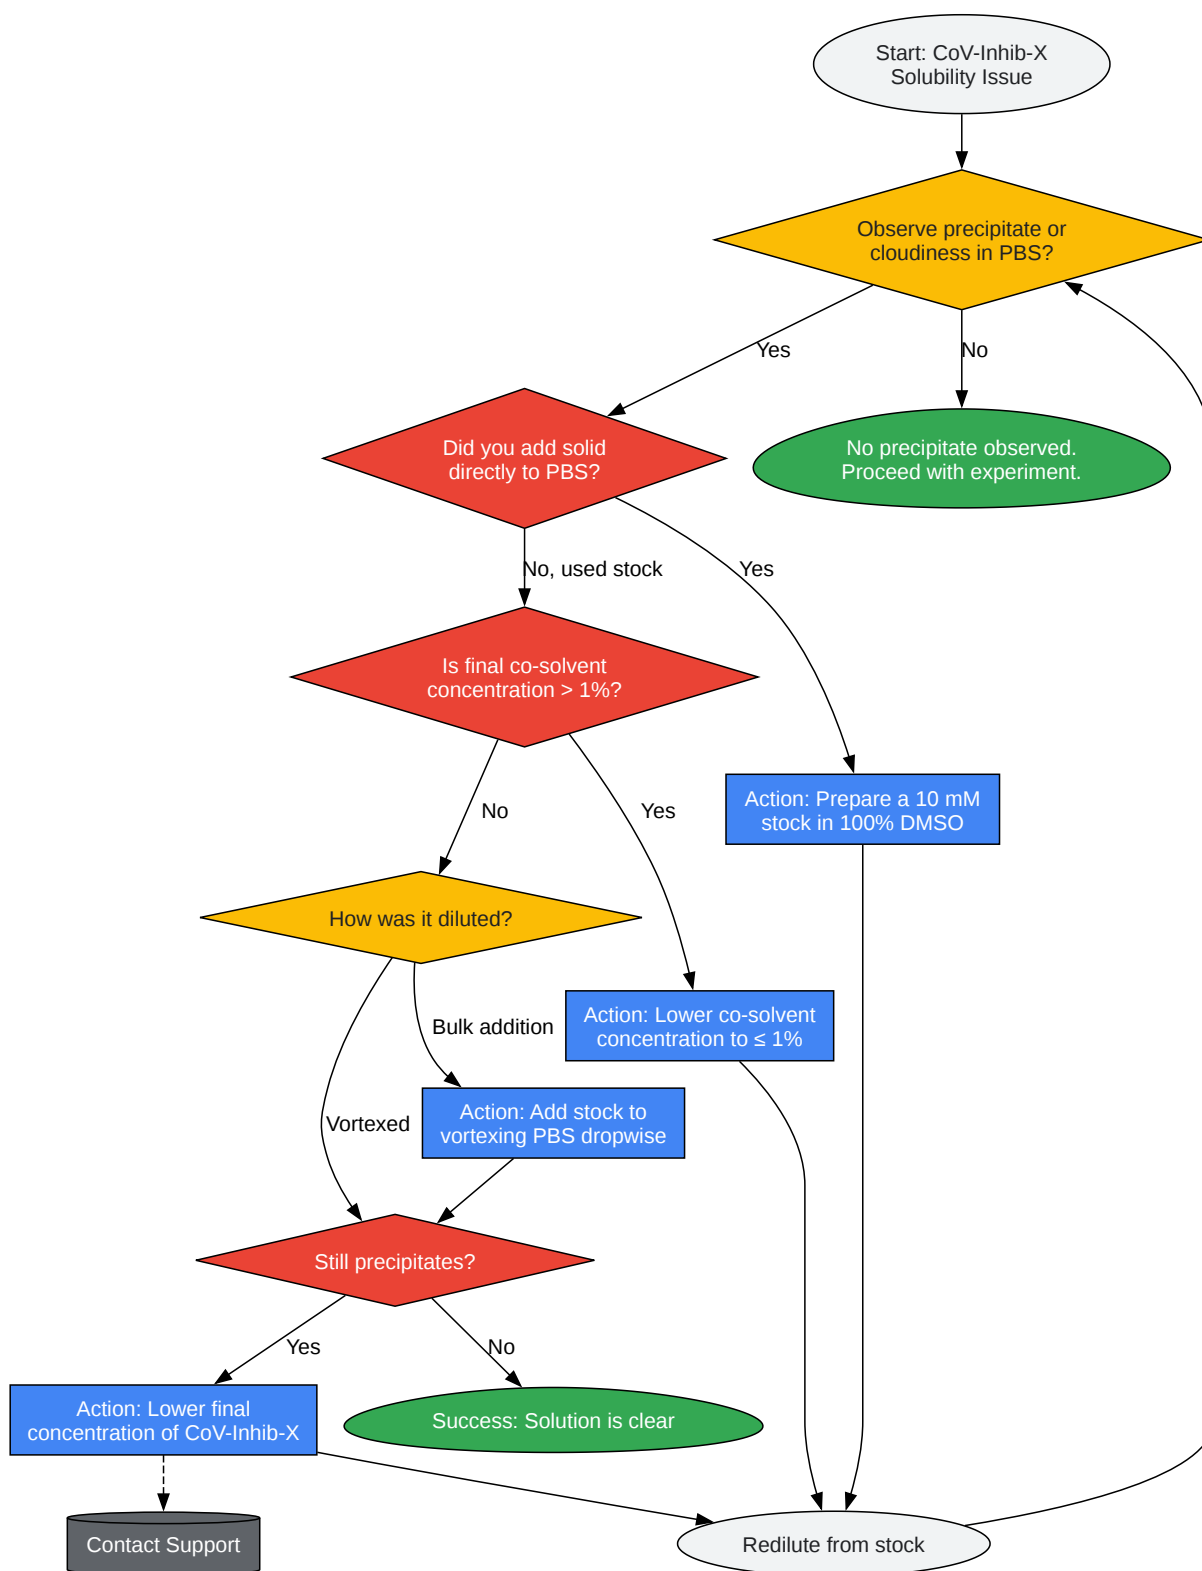 Start: CoV-Inhib-X
Solubility Issue
Observe precipitate or
cloudiness in PBS?
Yes
No
Did you add solid
directly to PBS?
No precipitate observed.
Proceed with experiment.
No, used stock
Yes
Is final co-solvent
concentration > 1%?
No
Yes
Action: Prepare a 10 mM
stock in 100% DMSO
How was it diluted?
Bulk addition
Action: Lower co-solvent
concentration to ≤ 1%
Vortexed
Action: Add stock to
vortexing PBS dropwise
Still precipitates?
Yes
No
Action: Lower final
concentration of CoV-Inhib-X
Success: Solution is clear
Contact Support
Redilute from stock